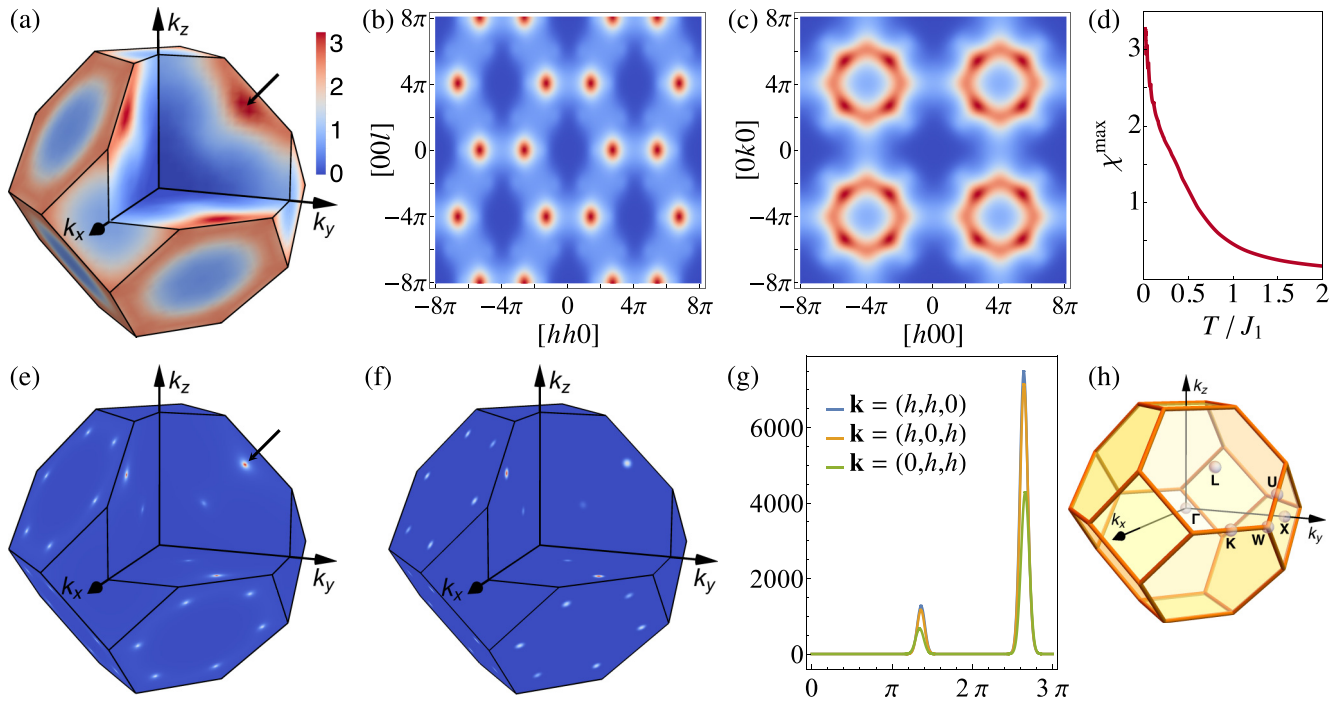 (a)
k_z
3
2
1
0
k_x
k_y
(b)
8π
4π
0
−4π
−8π
[00l]
−8π −4π 0 4π 8π
[hh0]
(c)
8π
4π
0
−4π
−8π
[0k0]
−8π −4π 0 4π 8π
[h00]
(d)
3
2
1
χ^max
0 0.5 1 1.5 2
T / J_1
(e)
k_z
k_x
k_y
(f)
k_z
k_x
k_y
(g)
6000
4000
2000
0
k = (h,h,0)
k = (h,0,h)
k = (0,h,h)
0 π 2π 3π
(h)
k_z
L
U
Γ
k_x
X
K
W
k_y